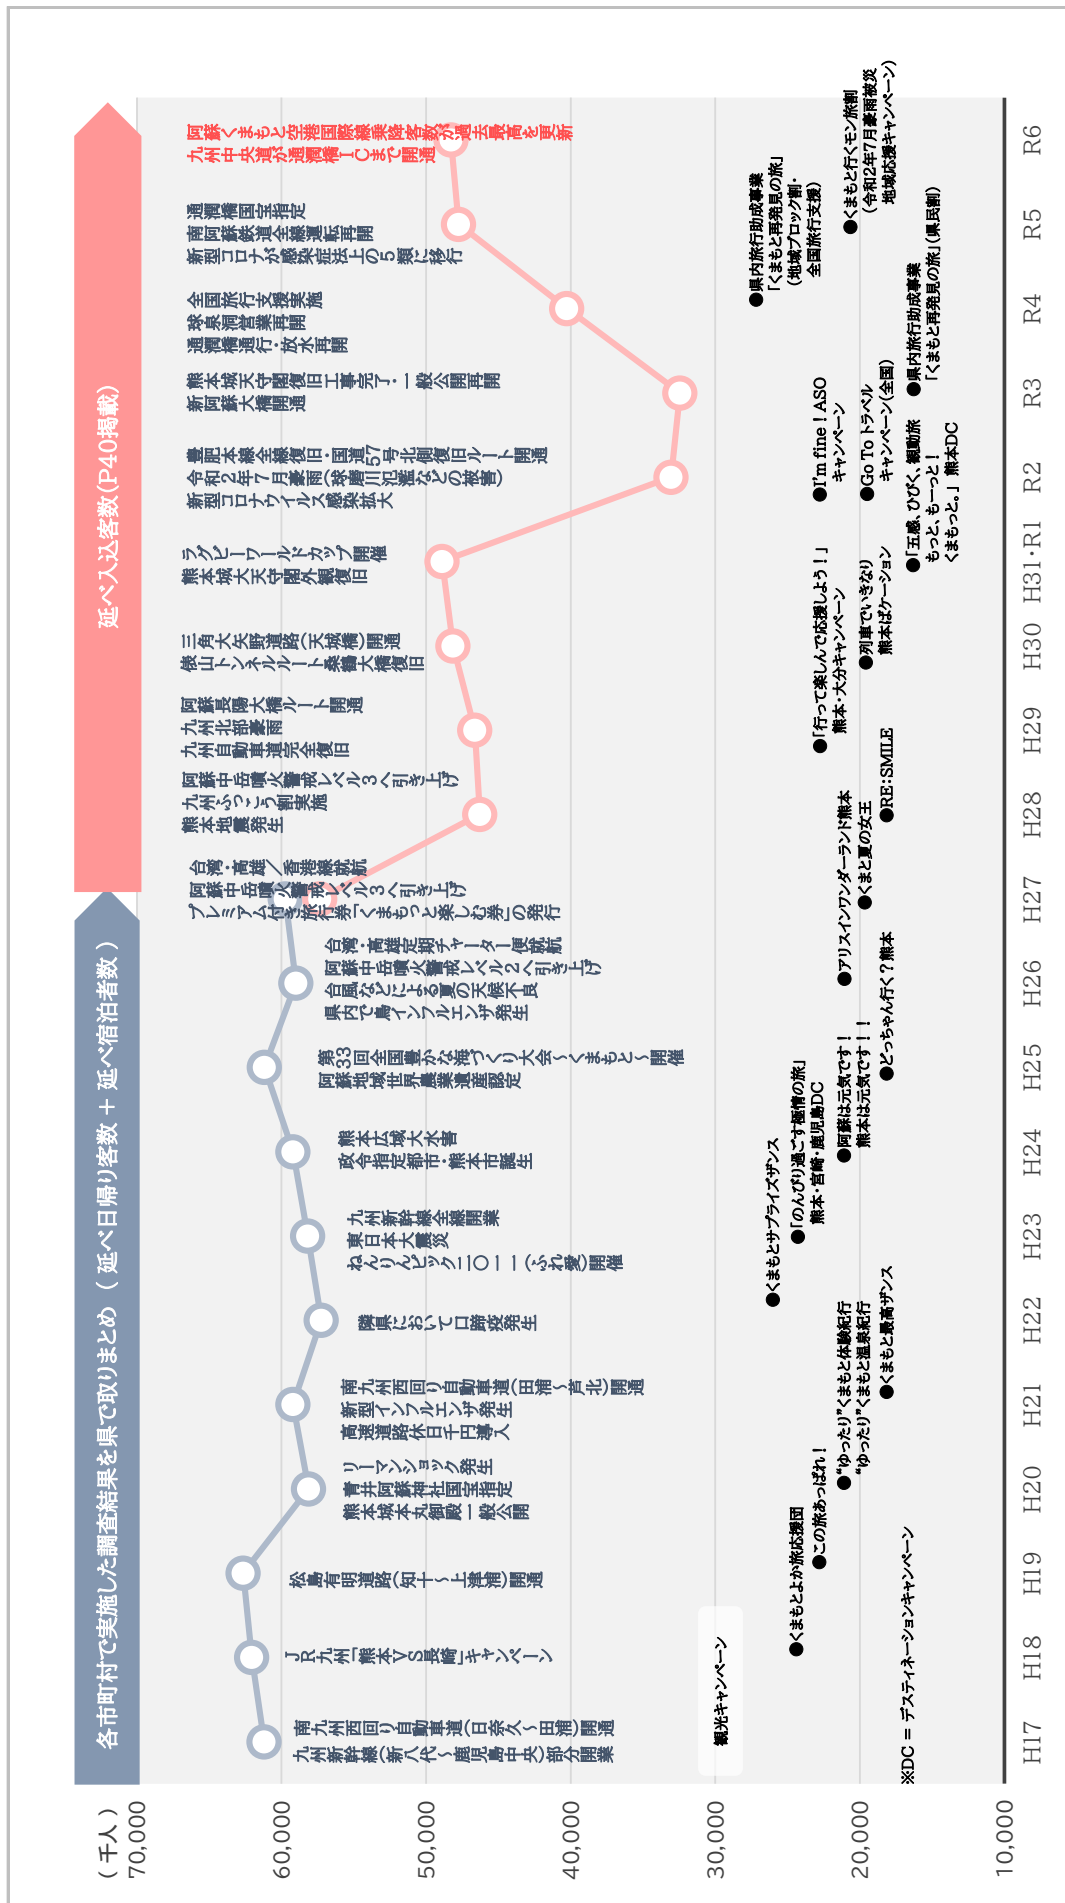 各市町村で実施した調査結果を県で取りまとめ（ 延べ日帰り客数 ＋ 延べ宿泊者数 ）
延べ入込客数(P40掲載)
（ 千人 ）
70,000
60,000
50,000
40,000
30,000
20,000
10,000
九州新幹線（新八代～鹿児島中央）部分開業
南九州西回り自動車道（日奈久～田浦）開通
ＪＲ九州「熊本ＶＳ長崎」キャンペーン
松島有明道路（知十～上津浦）開通
熊本城本丸御殿一般公開
青井阿蘇神社国宝指定
リーマンショック発生
高速道路休日千円導入
新型インフルエンザ発生
南九州西回り自動車道（田浦～芦北）開通
隣県において口蹄疫発生
ねんりんピック二〇一一（ふれ愛）開催
東日本大震災
九州新幹線全線開業
政令指定都市・熊本市誕生
熊本広域大水害
阿蘇地域世界農業遺産認定
第33回全国豊かな海づくり大会～くまもと～開催
県内で鳥インフルエンザ発生
台風などによる夏の天候不良
阿蘇中岳噴火警戒レベル２へ引き上げ
台湾・高雄定期チャーター便就航
プレミアム付き旅行券「くまもっと楽しむ券」の発行
阿蘇中岳噴火警戒レベル３へ引き上げ
台湾・高雄／香港線就航
熊本地震発生
九州ふっこう割実施
阿蘇中岳噴火警戒レベル３へ引き上げ
九州自動車道完全復旧
九州北部豪雨
阿蘇長陽大橋ルート開通
俵山トンネルルート桑鶴大橋復旧
三角大矢野道路（天城橋）開通
熊本城大天守閣外観復旧
ラグビーワールドカップ開催
新型コロナウイルス感染拡大
令和２年７月豪雨（球磨川氾濫などの被害）
豊肥本線全線復旧・国道57号北側復旧ルート開通
新阿蘇大橋開通
熊本城天守閣復旧工事完了・一般公開再開
通潤橋通行・放水再開
球泉洞営業再開
全国旅行支援実施
新型コロナが感染症法上の５類に移行
南阿蘇鉄道全線運転再開
通潤橋国宝指定
九州中央道が通潤橋ＩＣまで開通
阿蘇くまもと空港国際線乗降客数が過去最高を更新
観光キャンペーン
●くまもとよか旅応援団
●この旅あっぱれ！
●“ゆったり”くまもと体験紀行
“ゆったり”くまもと温泉紀行
●くまもと最高ザンス
●くまもとサプライズザンス
●「のんびり過ごす極情の旅」
熊本・宮崎・鹿児島DC
●阿蘇は元気です！
熊本は元気です！！
●どっちゃん行く？熊本
●アリスインワンダーランド熊本
●くまと夏の女王
●RE:SMILE
●「行って楽しんで応援しよう！」
熊本・大分キャンペーン
●列車でいきなり
熊本ばケーション
●「五感、ひびく、観動旅
もっと、もーっと！
くまもっと。」 熊本DC
●I'm fine！ASO
キャンペーン
●Go To トラベル
キャンペーン(全国)
●県内旅行助成事業
「くまもと再発見の旅」(県民割)
●県内旅行助成事業
「くまもと再発見の旅」
(地域ブロック割・
全国旅行支援)
●くまもと行くモン旅割
(令和2年7月豪雨被災
地域応援キャンペーン)
※DC = デスティネーションキャンペーン
H17
H18
H19
H20
H21
H22
H23
H24
H25
H26
H27
H28
H29
H30
H31・R1
R2
R3
R4
R5
R6